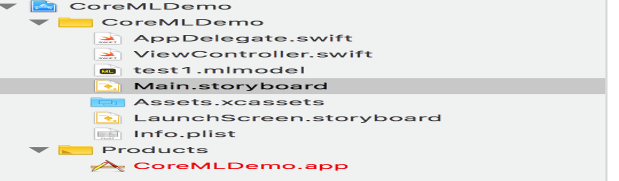 CoreMLDemo
CoreMLDemo
AppDelegate.swift
ViewController.swift
test1.mlmodel
Main.storyboard
Assets.xcassets
LaunchScreen.storyboard
Info.plist
Products
CoreMLDemo.app